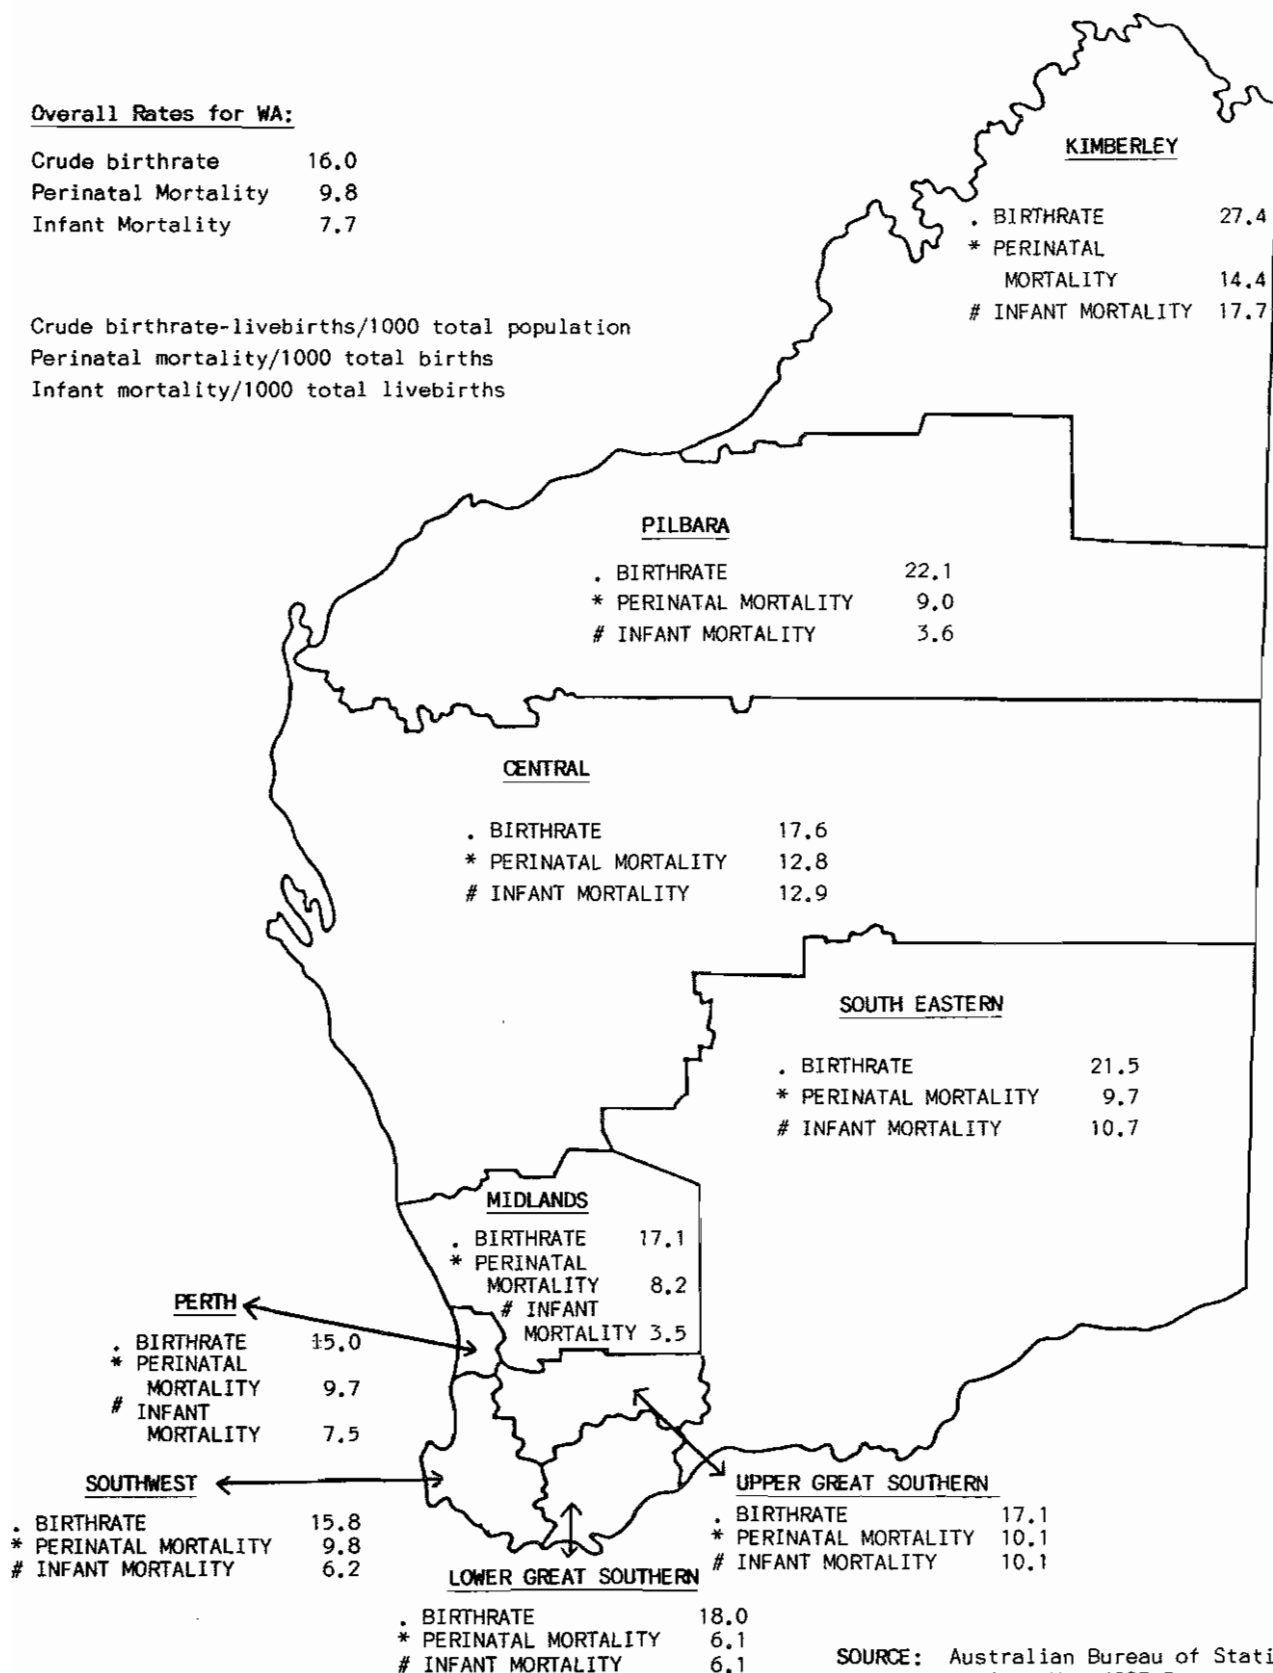 Overall Rates for WA:
Crude birthrate 16.0
Perinatal Mortality 9.8
Infant Mortality 7.7
Crude birthrate-livebirths/1000 total population
Perinatal mortality/1000 total births
Infant mortality/1000 total livebirths
KIMBERLEY
. BIRTHRATE 27.4
* PERINATAL
MORTALITY 14.4
# INFANT MORTALITY 17.7
PILBARA
. BIRTHRATE 22.1
* PERINATAL MORTALITY 9.0
# INFANT MORTALITY 3.6
CENTRAL
. BIRTHRATE 17.6
* PERINATAL MORTALITY 12.8
# INFANT MORTALITY 12.9
SOUTH EASTERN
. BIRTHRATE 21.5
* PERINATAL MORTALITY 9.7
# INFANT MORTALITY 10.7
MIDLANDS
. BIRTHRATE 17.1
* PERINATAL
MORTALITY 8.2
# INFANT
MORTALITY 3.5
PERTH
. BIRTHRATE 15.0
* PERINATAL
MORTALITY 9.7
# INFANT
MORTALITY 7.5
SOUTHWEST
. BIRTHRATE 15.8
* PERINATAL MORTALITY 9.8
# INFANT MORTALITY 6.2
UPPER GREAT SOUTHERN
. BIRTHRATE 17.1
* PERINATAL MORTALITY 10.1
# INFANT MORTALITY 10.1
LOWER GREAT SOUTHERN
. BIRTHRATE 18.0
* PERINATAL MORTALITY 6.1
# INFANT MORTALITY 6.1
SOURCE: Australian Bureau of Stati